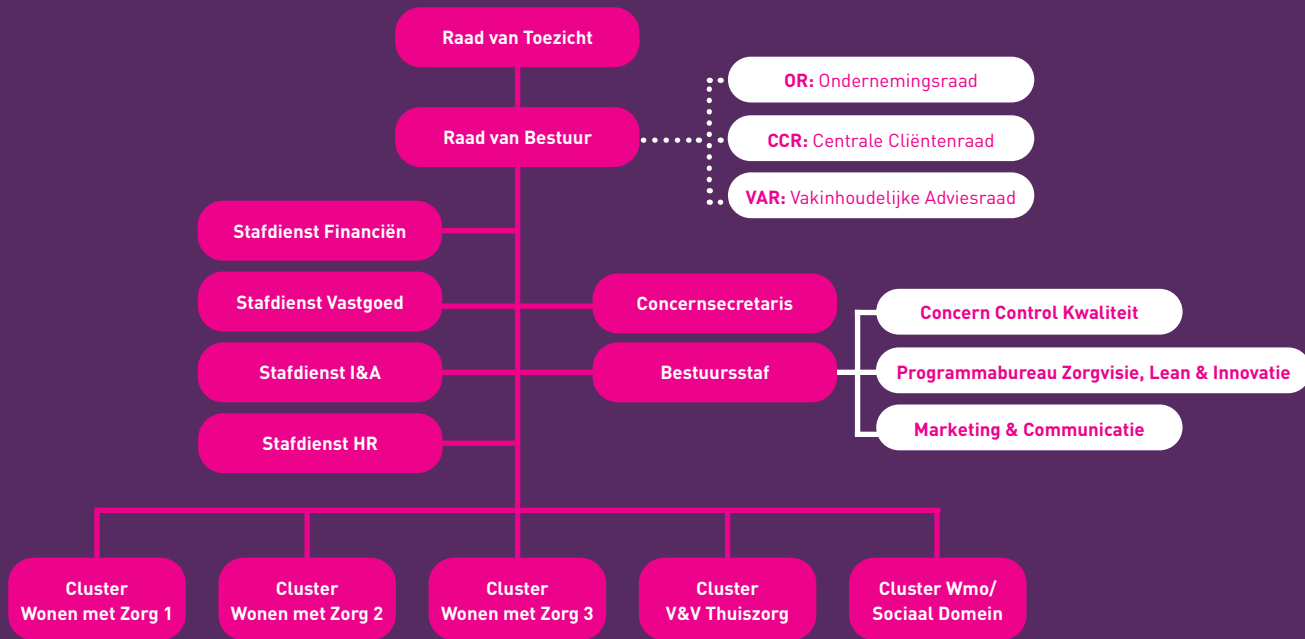 Raad van Toezicht
Raad van Bestuur
OR: Ondernemingsraad
CCR: Centrale Cliëntenraad
VAR: Vakinhoudelijke Adviesraad
Stafdienst Financiën
Stafdienst Vastgoed
Stafdienst I&A
Stafdienst HR
Concernsecretaris
Bestuursstaf
Concern Control Kwaliteit
Programmabureau Zorgvisie, Lean & Innovatie
Marketing & Communicatie
Cluster
Wonen met Zorg 1
Cluster
Wonen met Zorg 2
Cluster
Wonen met Zorg 3
Cluster
V&V Thuiszorg
Cluster Wmo/
Sociaal Domein